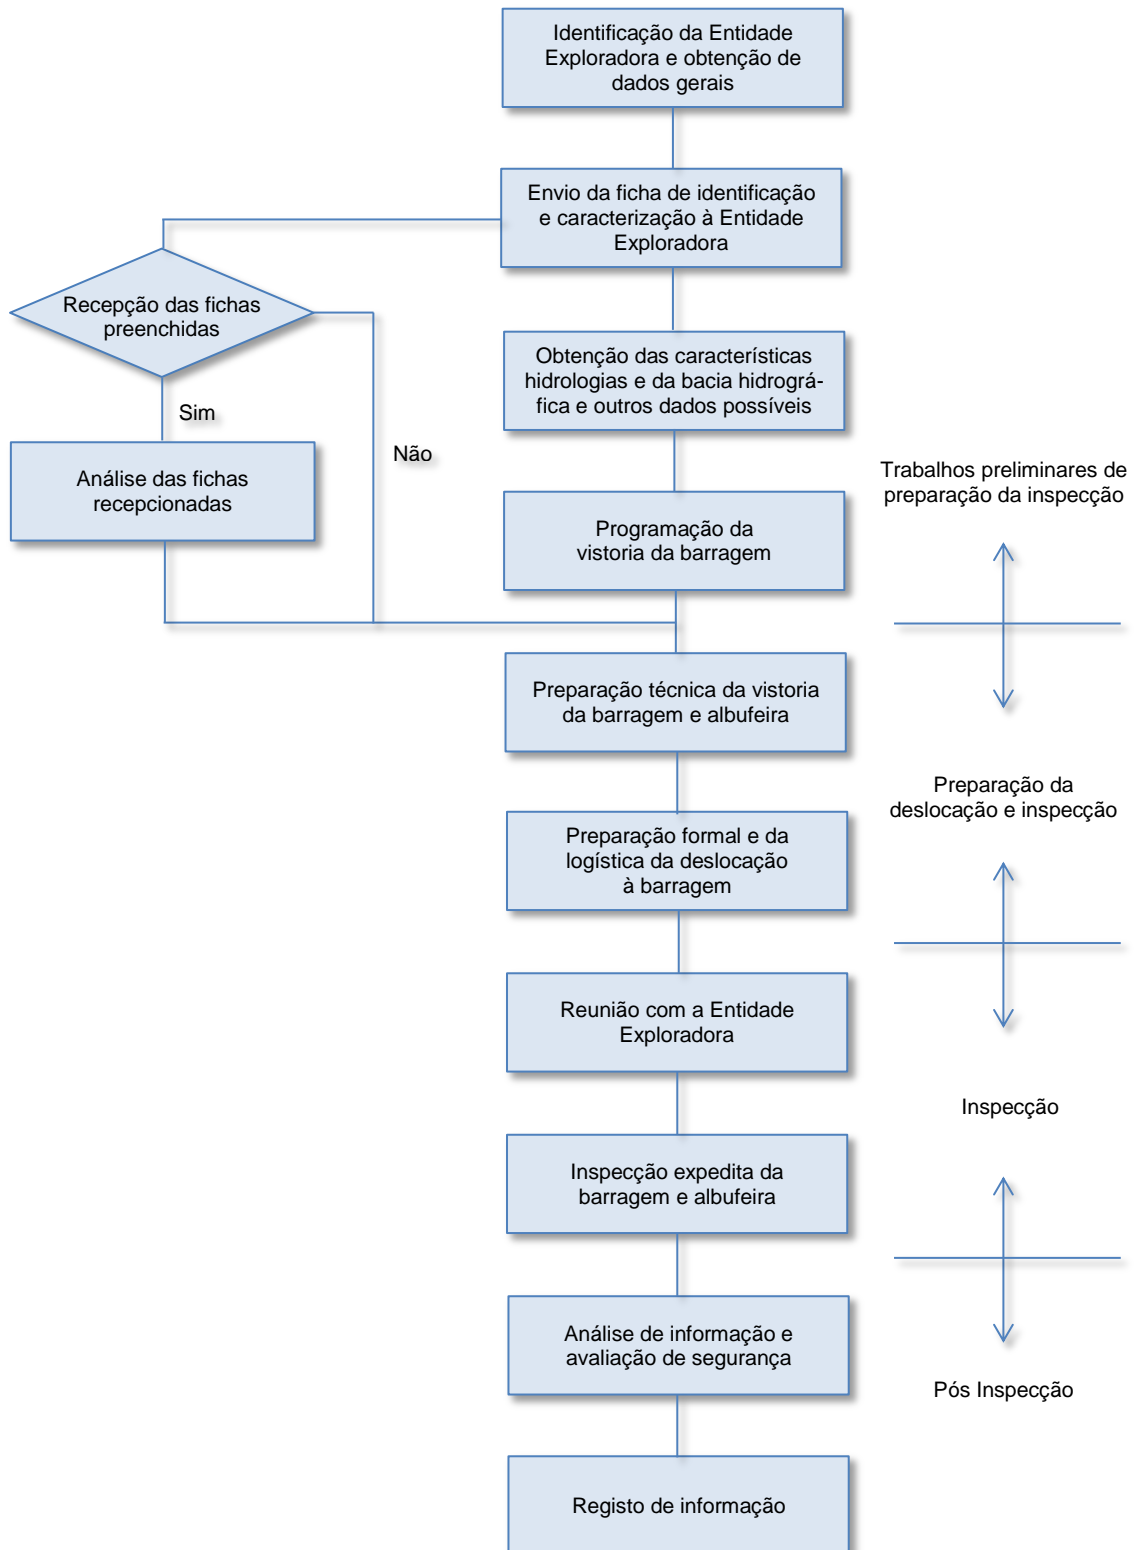 Identificação da Entidade
Exploradora e obtenção de
dados gerais
Envio da ficha de identificação
e caracterização à Entidade
Exploradora
Recepção das fichas
preenchidas
Obtenção das características
hidrologias e da bacia hidrográ-
fica e outros dados possíveis
Sim
Não
Análise das fichas
recepcionadas
Trabalhos preliminares de
preparação da inspecção
Programação da
vistoria da barragem
Preparação técnica da vistoria
da barragem e albufeira
Preparação da
deslocação e inspecção
Preparação formal e da
logística da deslocação
à barragem
Reunião com a Entidade
Exploradora
Inspecção
Inspecção expedita da
barragem e albufeira
Análise de informação e
avaliação de segurança
Pós Inspecção
Registo de informação